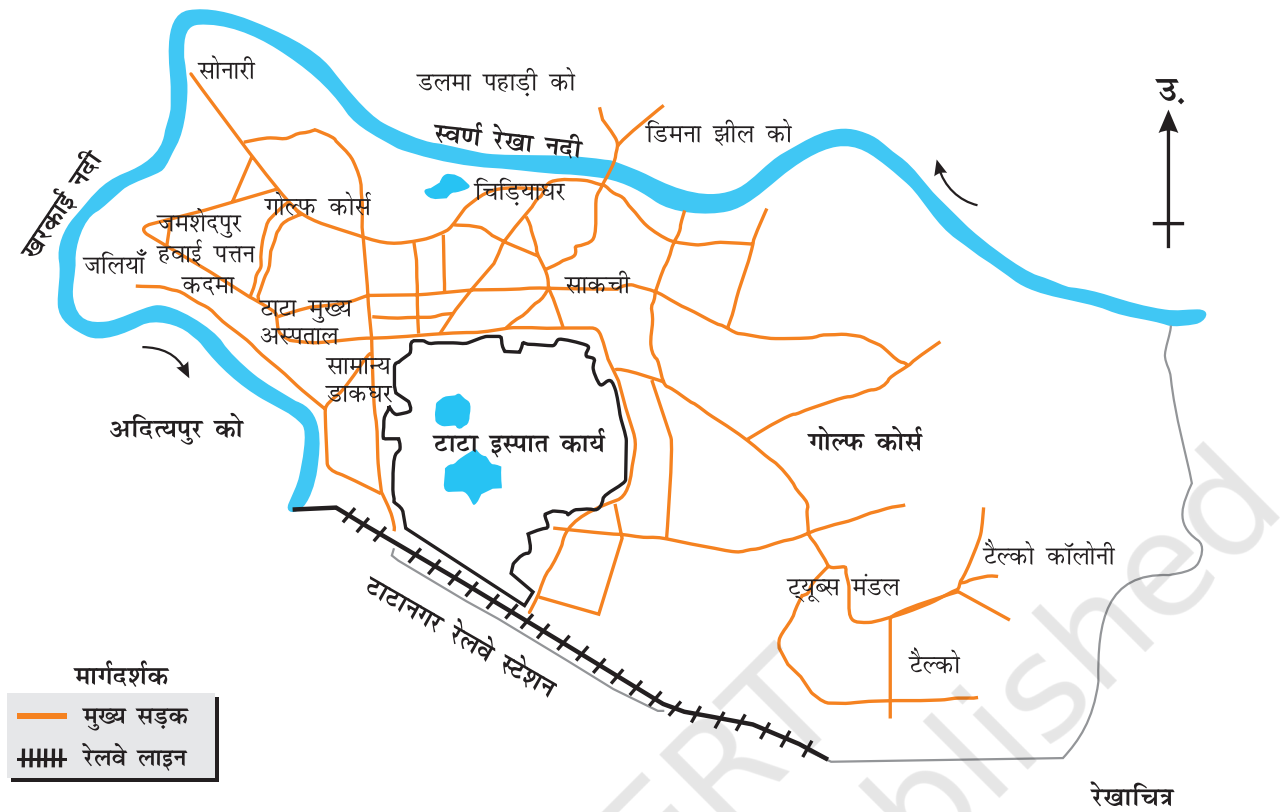 सोनारी
डलमा पहाड़ी को
उ.
स्वर्ण रेखा नदी
डिमना झील को
खरकाई नदी
चिड़ियाघर
गोल्फ कोर्स
जमशेदपुर
हवाई पत्तन
जलियाँ
कदमा
साकची
टाटा मुख्य
अस्पताल
सामान्य
डाकघर
अदित्यपुर को
टाटा इस्पात कार्य
गोल्फ कोर्स
टैल्को कॉलोनी
ट्यूब्स मंडल
टाटानगर रेलवे स्टेशन
टैल्को
मार्गदर्शक
मुख्य सड़क
रेलवे लाइन
रेखाचित्र